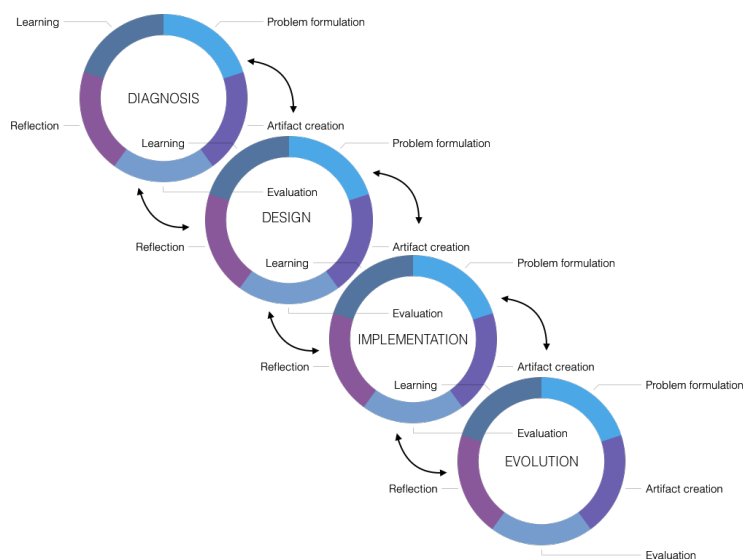 Learning
Problem formulation
DIAGNOSIS
Reflection
Artifact creation
Learning
Problem formulation
Evaluation
DESIGN
Reflection
Artifact creation
Learning
Problem formulation
Evaluation
IMPLEMENTATION
Reflection
Artifact creation
Learning
Problem formulation
Evaluation
EVOLUTION
Reflection
Artifact creation
Evaluation